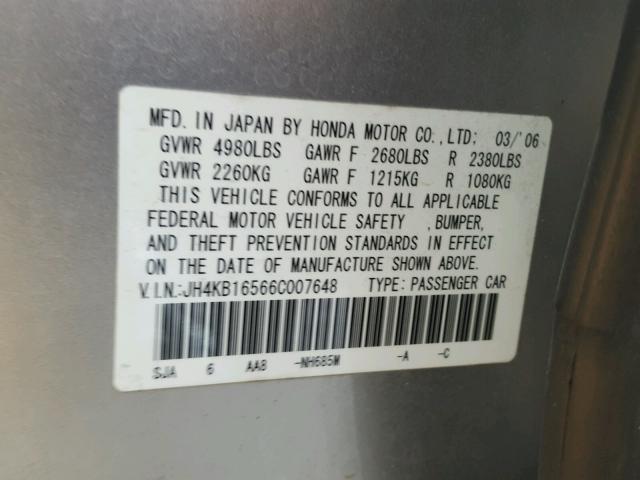 MFD. IN JAPAN BY HONDA MOTOR CO., LTD: 03/'06
GVWR 4980LBS GAWR F 2680LBS R 2380LBS
GVWR 2260KG GAWR F 1215KG R 1080KG
THIS VEHICLE CONFORMS TO ALL APPLICABLE
FEDERAL MOTOR VEHICLE SAFETY , BUMPER,
AND THEFT PREVENTION STANDARDS IN EFFECT
ON THE DATE OF MANUFACTURE SHOWN ABOVE.
V.I.N.:JH4KB16566C007648 TYPE: PASSENGER CAR
SJA 6 AA8 -NH685M -A -C